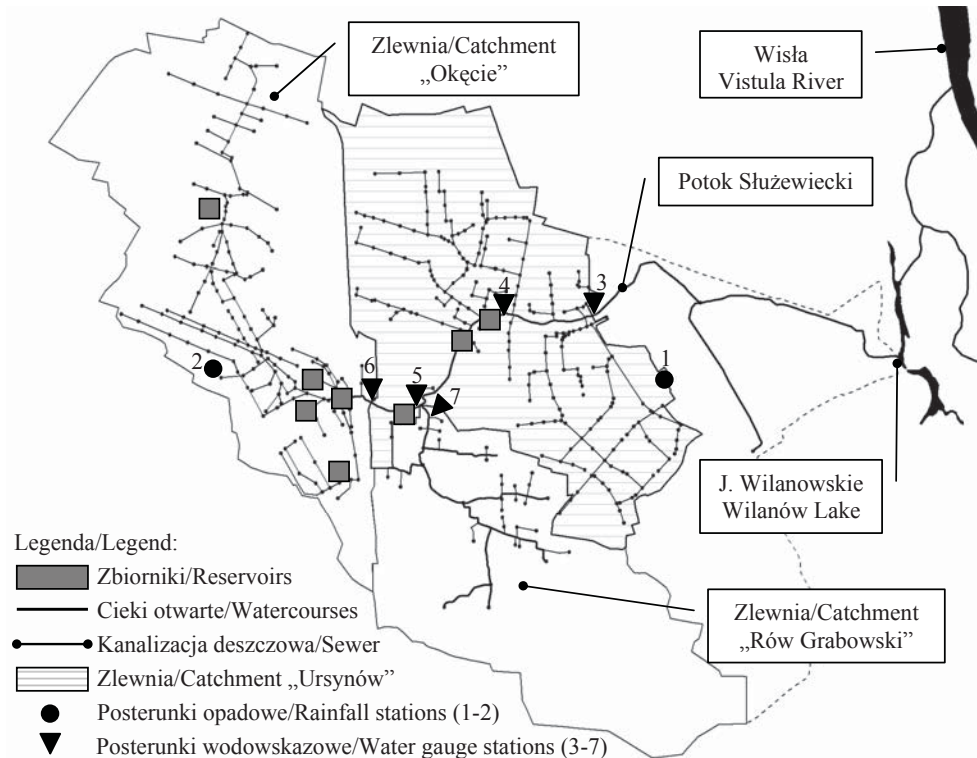 Zlewnia/Catchment
„Okęcie”
Wisła
Vistula River
Potok Służewiecki
4
3
2
1
6
5
7
J. Wilanowskie
Wilanów Lake
Legenda/Legend:
Zbiorniki/Reservoirs
Cieki otwarte/Watercourses
Kanalizacja deszczowa/Sewer
Zlewnia/Catchment „Ursynów”
Posterunki opadowe/Rainfall stations (1-2)
Posterunki wodowskazowe/Water gauge stations (3-7)
Zlewnia/Catchment
„Rów Grabowski”